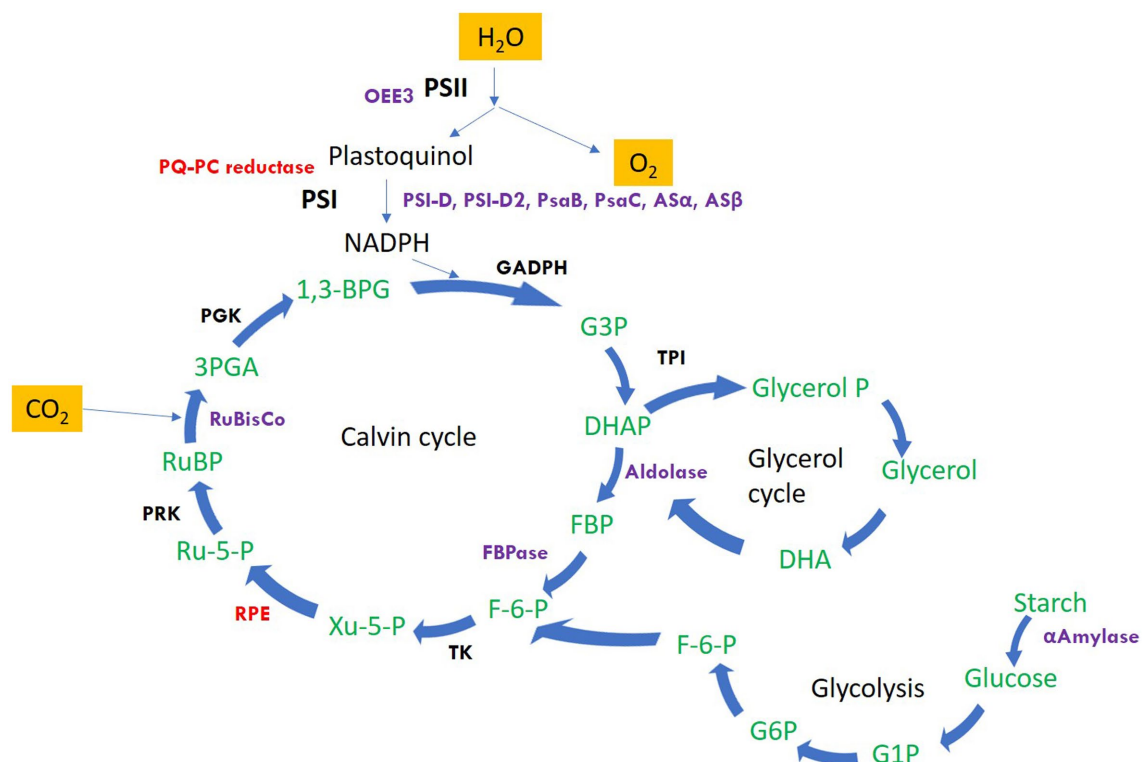 H₂O
OEE3 PSII
Plastoquinol
O₂
PQ-PC reductase
PSI
PSI-D, PSI-D2, PsaB, PsaC, ASα, ASβ
NADPH
GADPH
1,3-BPG
PGK
G3P
TPI
3PGA
Glycerol P
CO₂
RuBisCo
DHAP
Calvin cycle
RuBP
Aldolase
Glycerol
cycle
Glycerol
PRK
FBP
Ru-5-P
FBPase
DHA
RPE
Xu-5-P
F-6-P
TK
F-6-P
Starch
αAmylase
Glucose
Glycolysis
G6P
G1P